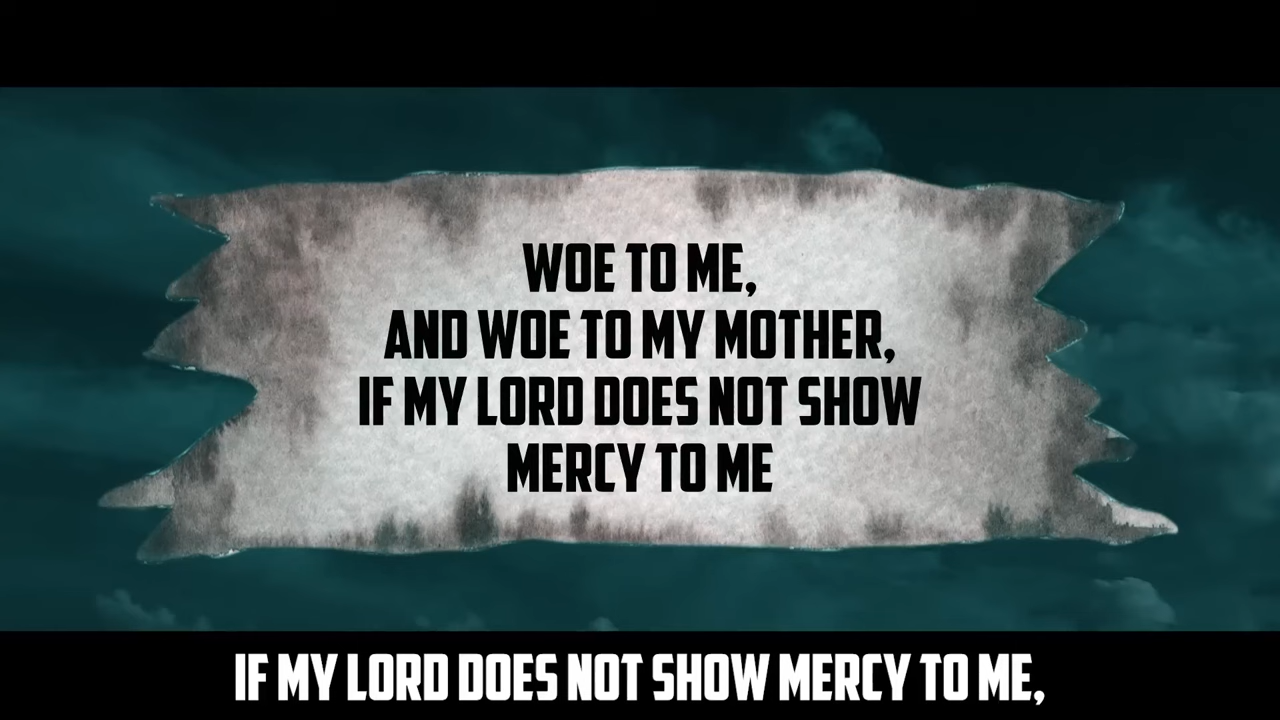 WOE TO ME,
AND WOE TO MY MOTHER,
IF MY LORD DOES NOT SHOW
MERCY TO ME
IF MY LORD DOES NOT SHOW MERCY TO ME,